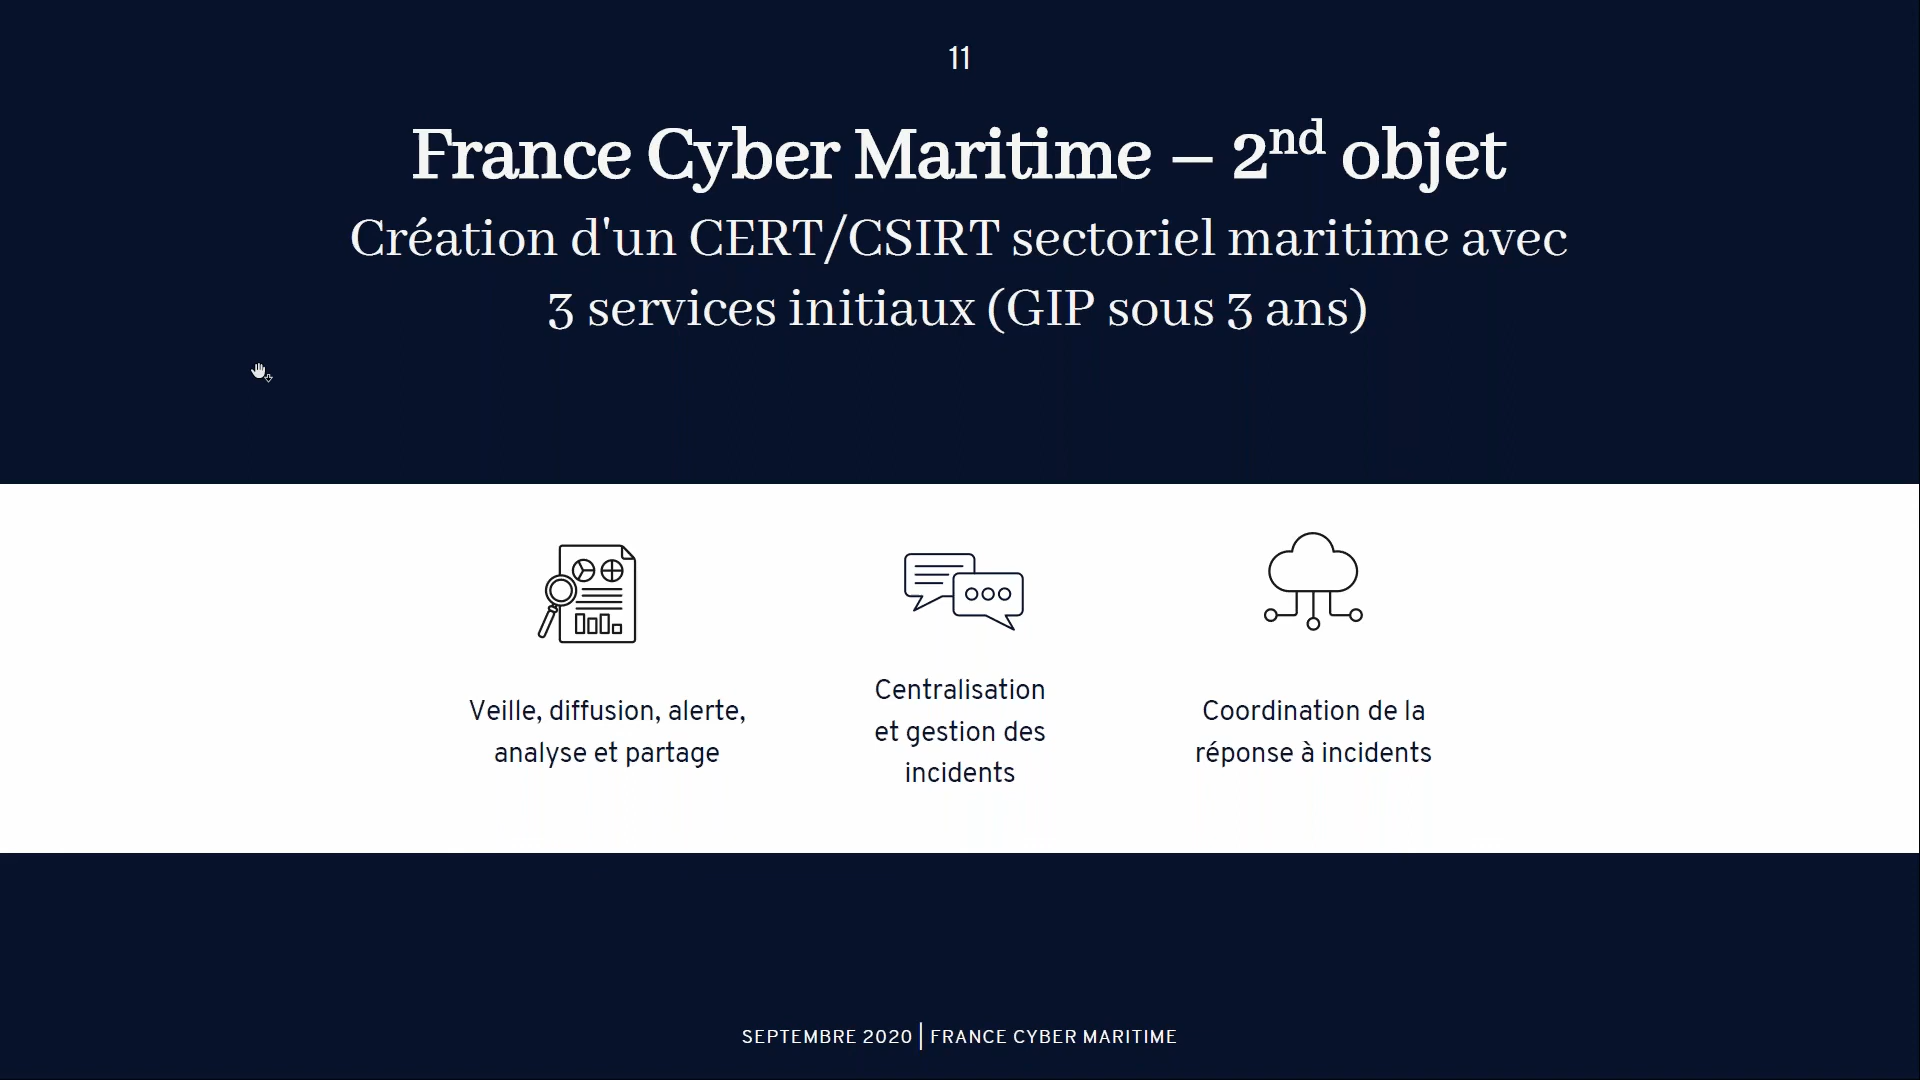 11
France Cyber Maritime – 2nd objet
Création d'un CERT/CSIRT sectoriel maritime avec
3 services initiaux (GIP sous 3 ans)
Veille, diffusion, alerte,
analyse et partage
Centralisation
et gestion des
incidents
Coordination de la
réponse à incidents
SEPTEMBRE 2020 | FRANCE CYBER MARITIME